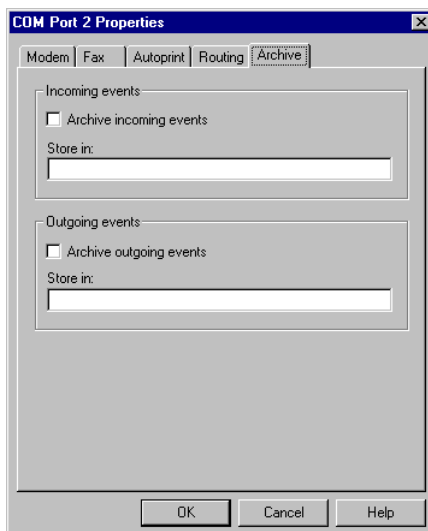 COM Port 2 Properties
Modem Fax Autoprint Routing Archive
Incoming events
Archive incoming events
Store in:
Outgoing events
Archive outgoing events
Store in:
OK Cancel Help